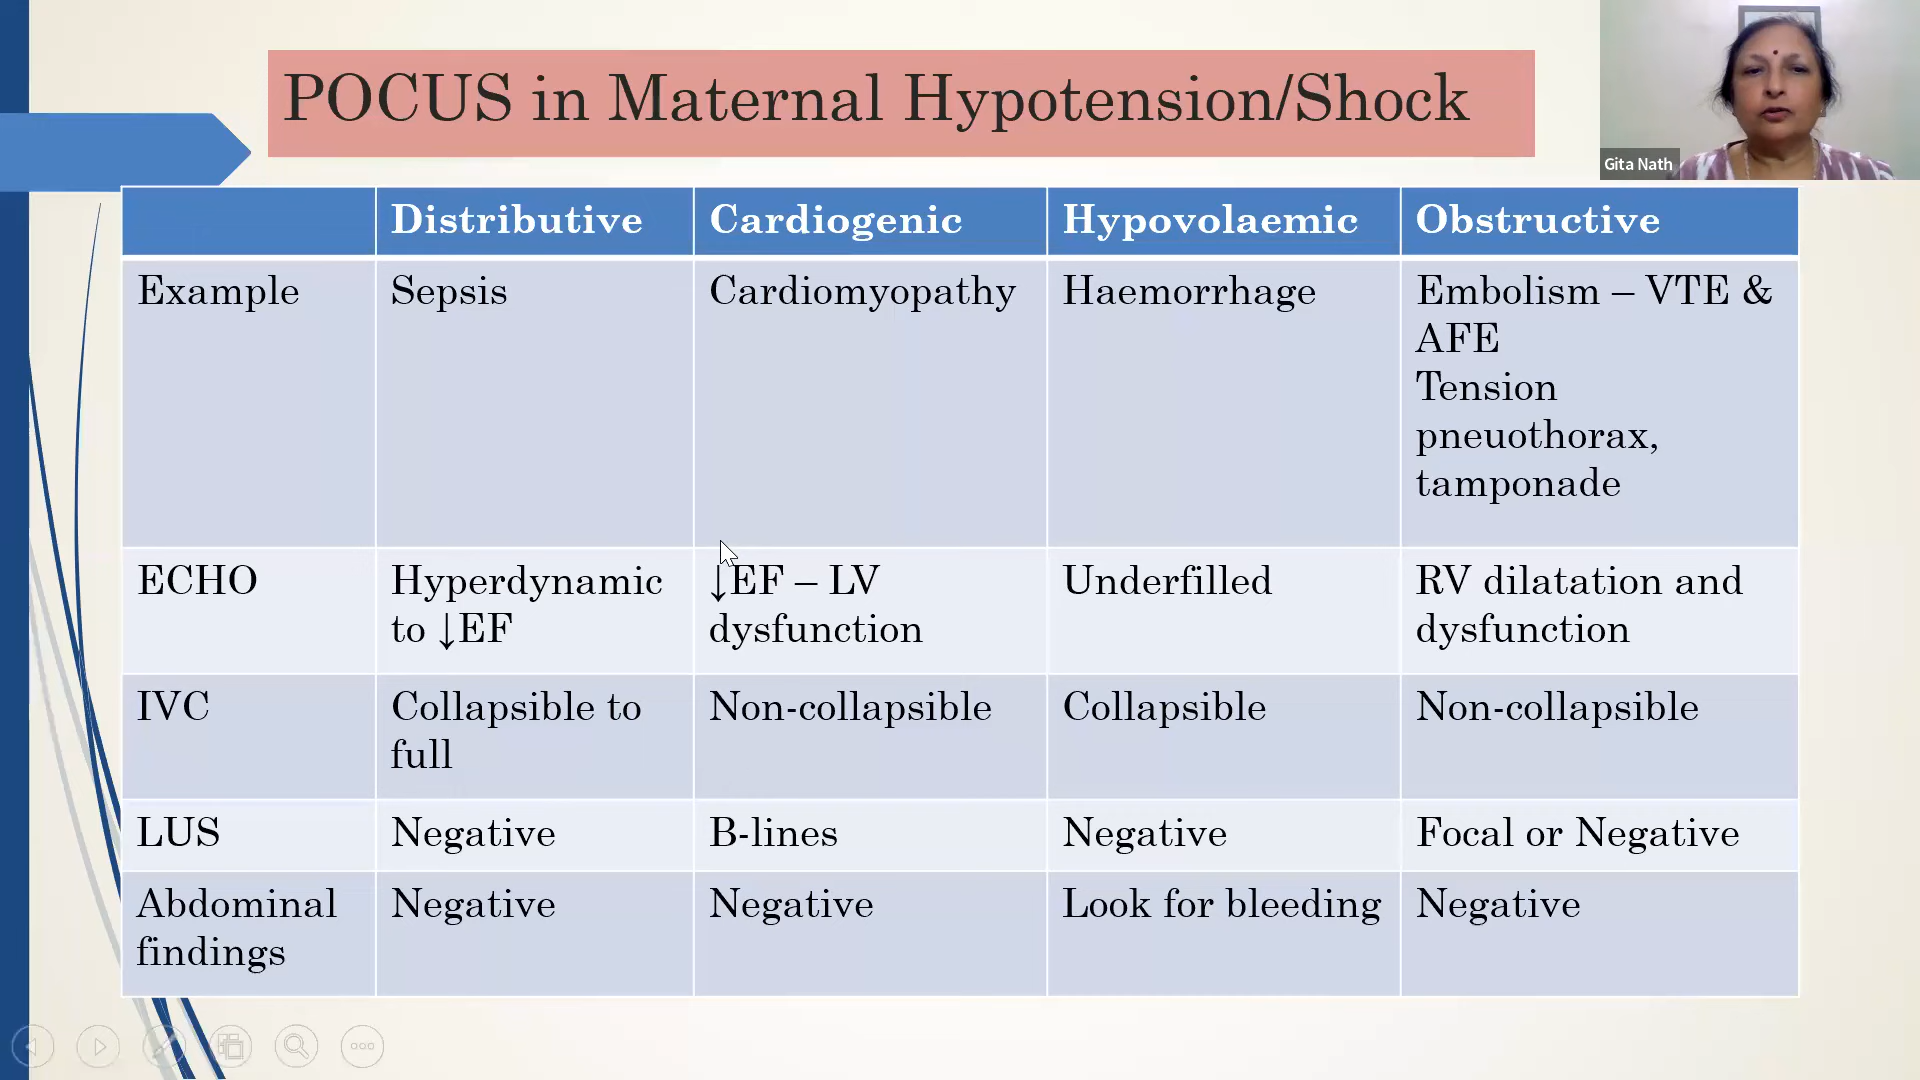 POCUS in Maternal Hypotension/Shock
Gita Nath
Distributive Cardiogenic Hypovolaemic Obstructive
Example Sepsis Cardiomyopathy Haemorrhage Embolism – VTE &
AFE
Tension
pneuothorax,
tamponade
ECHO Hyperdynamic ↓EF – LV Underfilled RV dilatation and
to ↓EF dysfunction dysfunction
IVC Collapsible to Non-collapsible Collapsible Non-collapsible
full
LUS Negative B-lines Negative Focal or Negative
Abdominal Negative Negative Look for bleeding Negative
findings